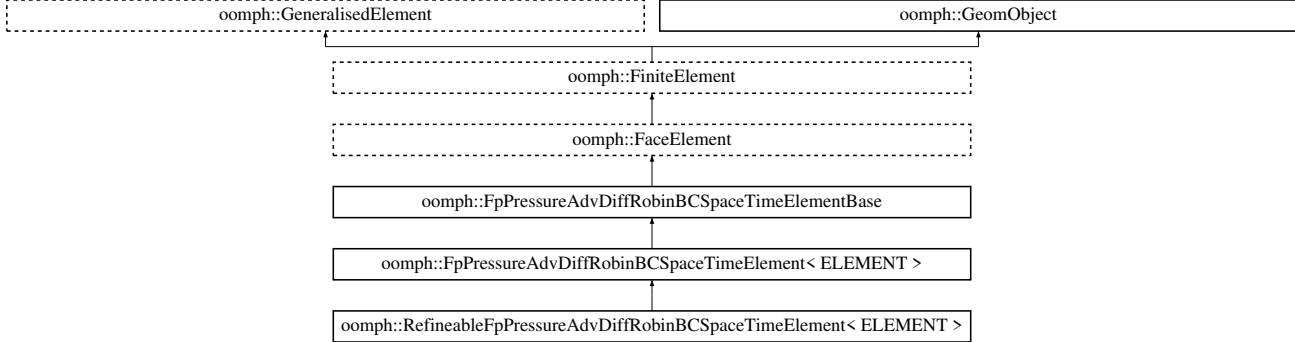 oomph::GeneralisedElement
oomph::GeomObject
oomph::FiniteElement
oomph::FaceElement
oomph::FpPressureAdvDiffRobinBCSpaceTimeElementBase
oomph::FpPressureAdvDiffRobinBCSpaceTimeElement< ELEMENT >
oomph::RefineableFpPressureAdvDiffRobinBCSpaceTimeElement< ELEMENT >